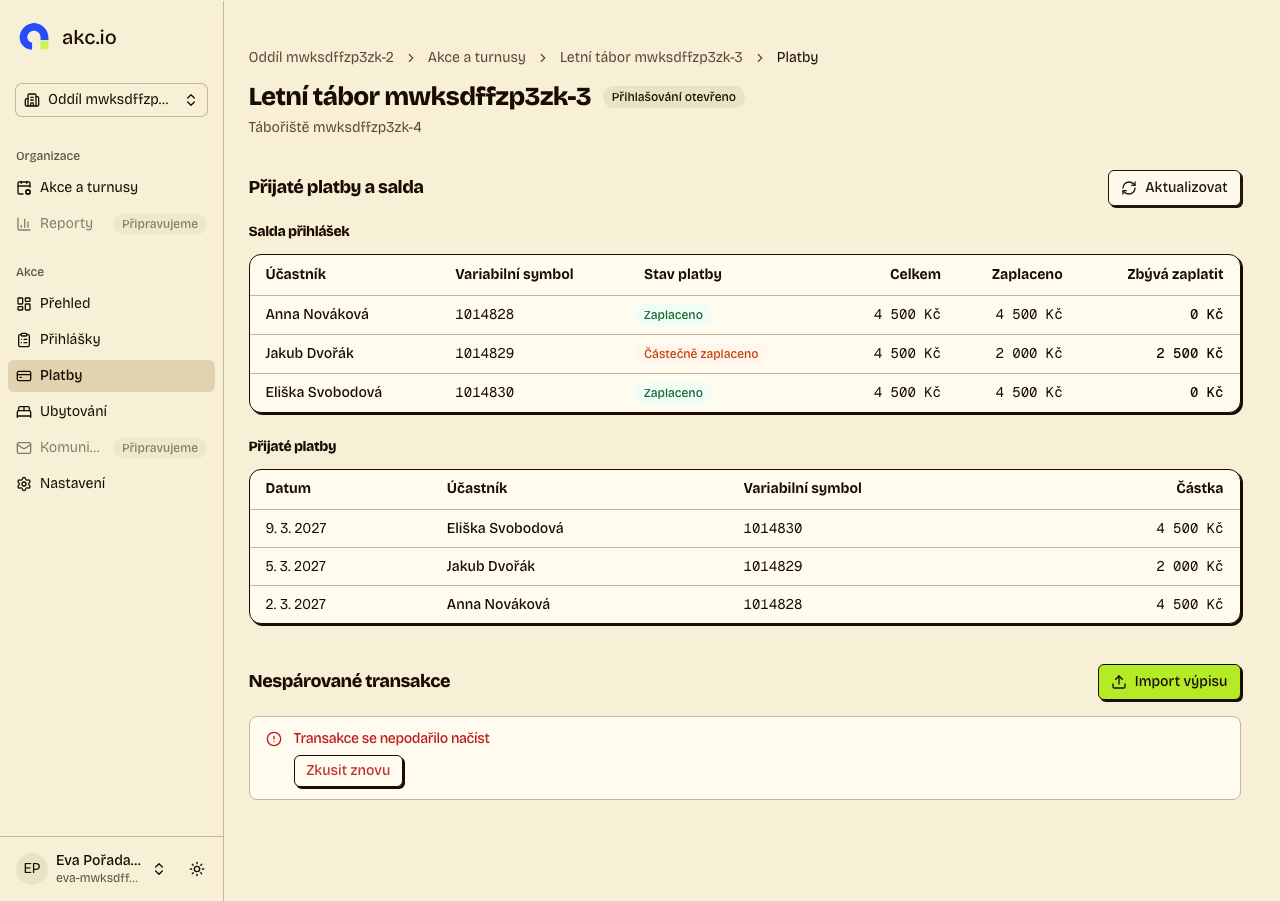 akc.io
Oddíl mwksdffzp...
Organizace
Akce a turnusy
Reporty Připravujeme
Akce
Přehled
Přihlášky
Platby
Ubytování
Komuni... Připravujeme
Nastavení
EP
Eva Pořada...
eva-mwksdff...
Oddíl mwksdffzp3zk-2 > Akce a turnusy > Letní tábor mwksdffzp3zk-3 > Platby
Letní tábor mwksdffzp3zk-3 Přihlašování otevřeno
Tábořiště mwksdffzp3zk-4
Přijaté platby a salda Aktualizovat
Salda přihlášek
Účastník Variabilní symbol Stav platby Celkem Zaplaceno Zbývá zaplatit
Anna Nováková 1014828 Zaplaceno 4 500 Kč 4 500 Kč 0 Kč
Jakub Dvořák 1014829 Částečně zaplaceno 4 500 Kč 2 000 Kč 2 500 Kč
Eliška Svobodová 1014830 Zaplaceno 4 500 Kč 4 500 Kč 0 Kč
Přijaté platby
Datum Účastník Variabilní symbol Částka
9. 3. 2027 Eliška Svobodová 1014830 4 500 Kč
5. 3. 2027 Jakub Dvořák 1014829 2 000 Kč
2. 3. 2027 Anna Nováková 1014828 4 500 Kč
Nespárované transakce Import výpisu
Transakce se nepodařilo načíst
Zkusit znovu